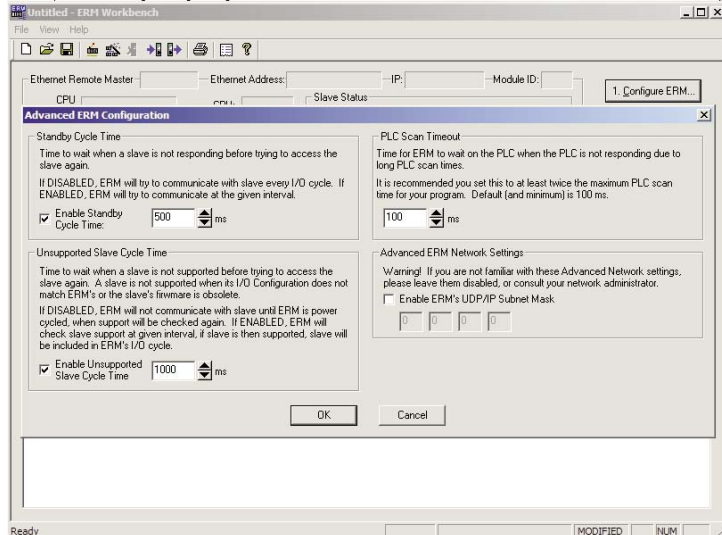 Untitled - ERM Workbench
File View Help
Ethernet Remote Master
Ethernet Address:
IP:
Module ID:
CPU
Slave Status
1. Configure ERM...
Advanced ERM Configuration
Standby Cycle Time
Time to wait when a slave is not responding before trying to access the
slave again.
If DISABLED, ERM will try to communicate with slave every I/O cycle. If
ENABLED, ERM will try to communicate at the given interval.
Enable Standby
Cycle Time:
500
ms
Unsupported Slave Cycle Time
Time to wait when a slave is not supported before trying to access the
slave again. A slave is not supported when its I/O Configuration does not
match ERM's or the slave's firmware is obsolete.
If DISABLED, ERM will not communicate with slave until ERM is power
cycled, when support will be checked again. If ENABLED, ERM will
check slave support at given interval, if slave is then supported, slave will
be included in ERM's I/O cycle.
Enable Unsupported
Slave Cycle Time
1000
ms
PLC Scan Timeout
Time for ERM to wait on the PLC when the PLC is not responding due to
long PLC scan times.
It is recommended you set this to at least twice the maximum PLC scan
time for your program. Default (and minimum) is 100 ms.
100
ms
Advanced ERM Network Settings
Warning! If you are not familiar with these Advanced Network settings,
please leave them disabled, or consult your network administrator.
Enable ERM's UDP/IP Subnet Mask
0 0 0 0
OK
Cancel
Ready
MODIFIED
NUM